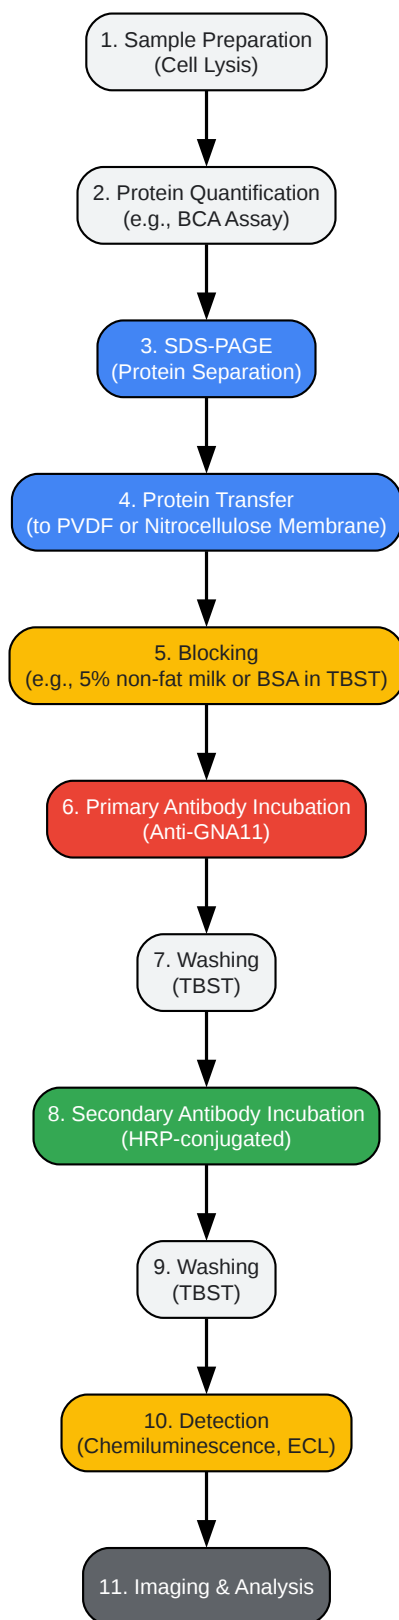 1. Sample Preparation
(Cell Lysis)
2. Protein Quantification
(e.g., BCA Assay)
3. SDS-PAGE
(Protein Separation)
4. Protein Transfer
(to PVDF or Nitrocellulose Membrane)
5. Blocking
(e.g., 5% non-fat milk or BSA in TBST)
6. Primary Antibody Incubation
(Anti-GNA11)
7. Washing
(TBST)
8. Secondary Antibody Incubation
(HRP-conjugated)
9. Washing
(TBST)
10. Detection
(Chemiluminescence, ECL)
11. Imaging & Analysis